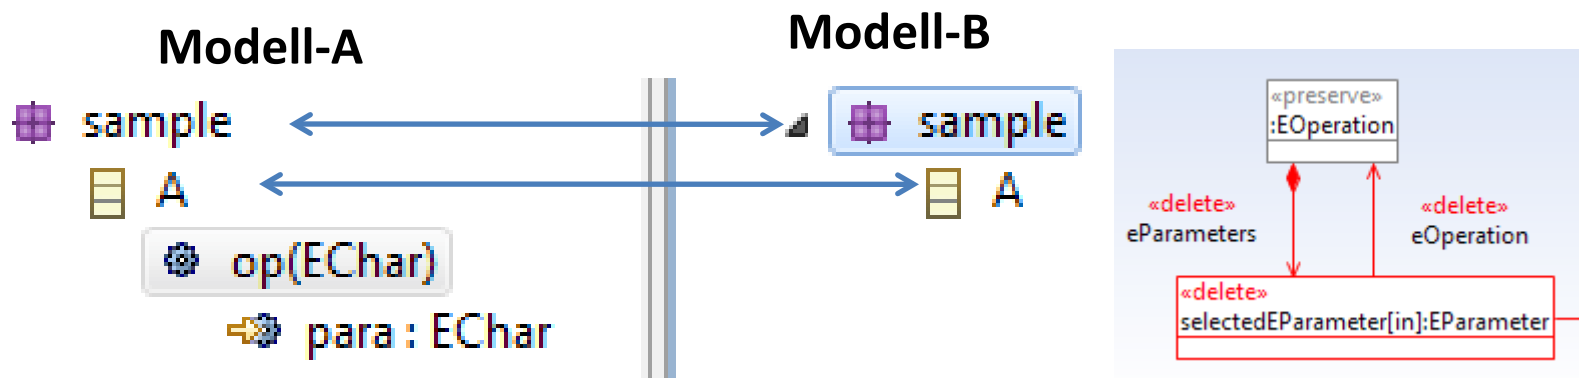 Modell-A
Modell-B
sample
sample
A
A
op(EChar)
para : EChar
«preserve»
:EOperation
«delete»
eParameters
«delete»
eOperation
«delete»
selectedEParameter[in]:EParameter